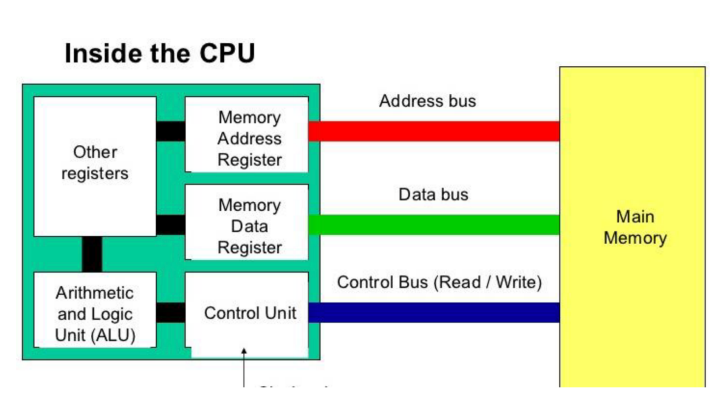 Inside the CPU
Address bus
Memory
Address
Register
Other
registers
Data bus
Memory
Data
Register
Main
Memory
Control Bus (Read / Write)
Arithmetic
and Logic
Unit (ALU)
Control Unit